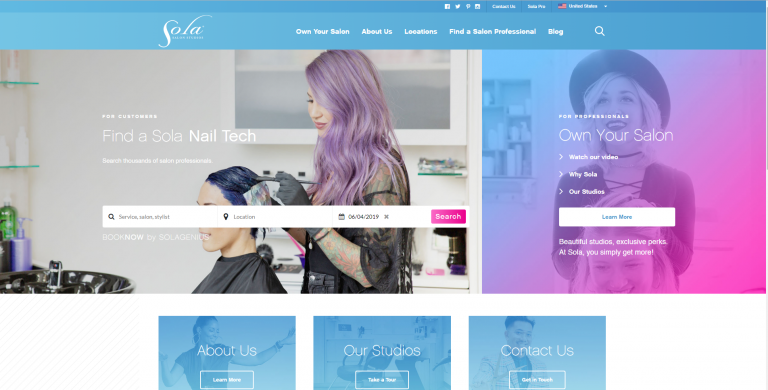 Contact Us
Sola Pro
United States
Sola
Own Your Salon
About Us
Locations
Find a Salon Professional
Blog
FOR CUSTOMERS
Find a Sola Nail Tech
Search thousands of salon professionals.
Service, salon, stylist
Location
06/04/2019
Search
BOOKNOW by SOLAGENIUS
FOR PROFESSIONALS
Own Your Salon
Watch our video
Why Sola
Our Studios
Learn More
Beautiful studios, exclusive perks.
At Sola, you simply get more!
About Us
Our Studios
Contact Us
Learn More
Take a Tour
Get in Touch